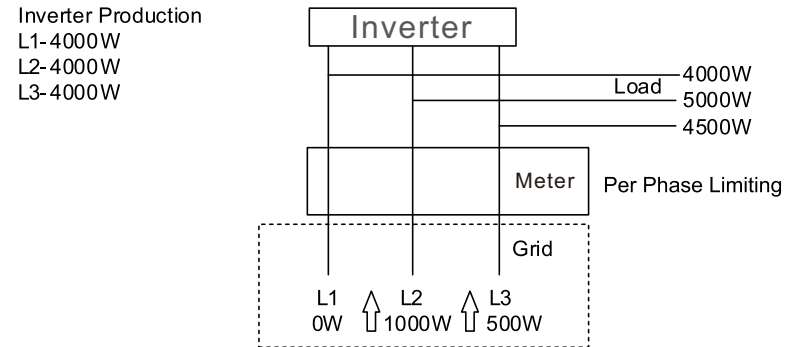 Inverter Production
L1-4000W
L2-4000W
L3-4000W
Inverter
4000W
Load
5000W
4500W
Meter
Per Phase Limiting
Grid
L1 L2 L3
0W 1000W 500W